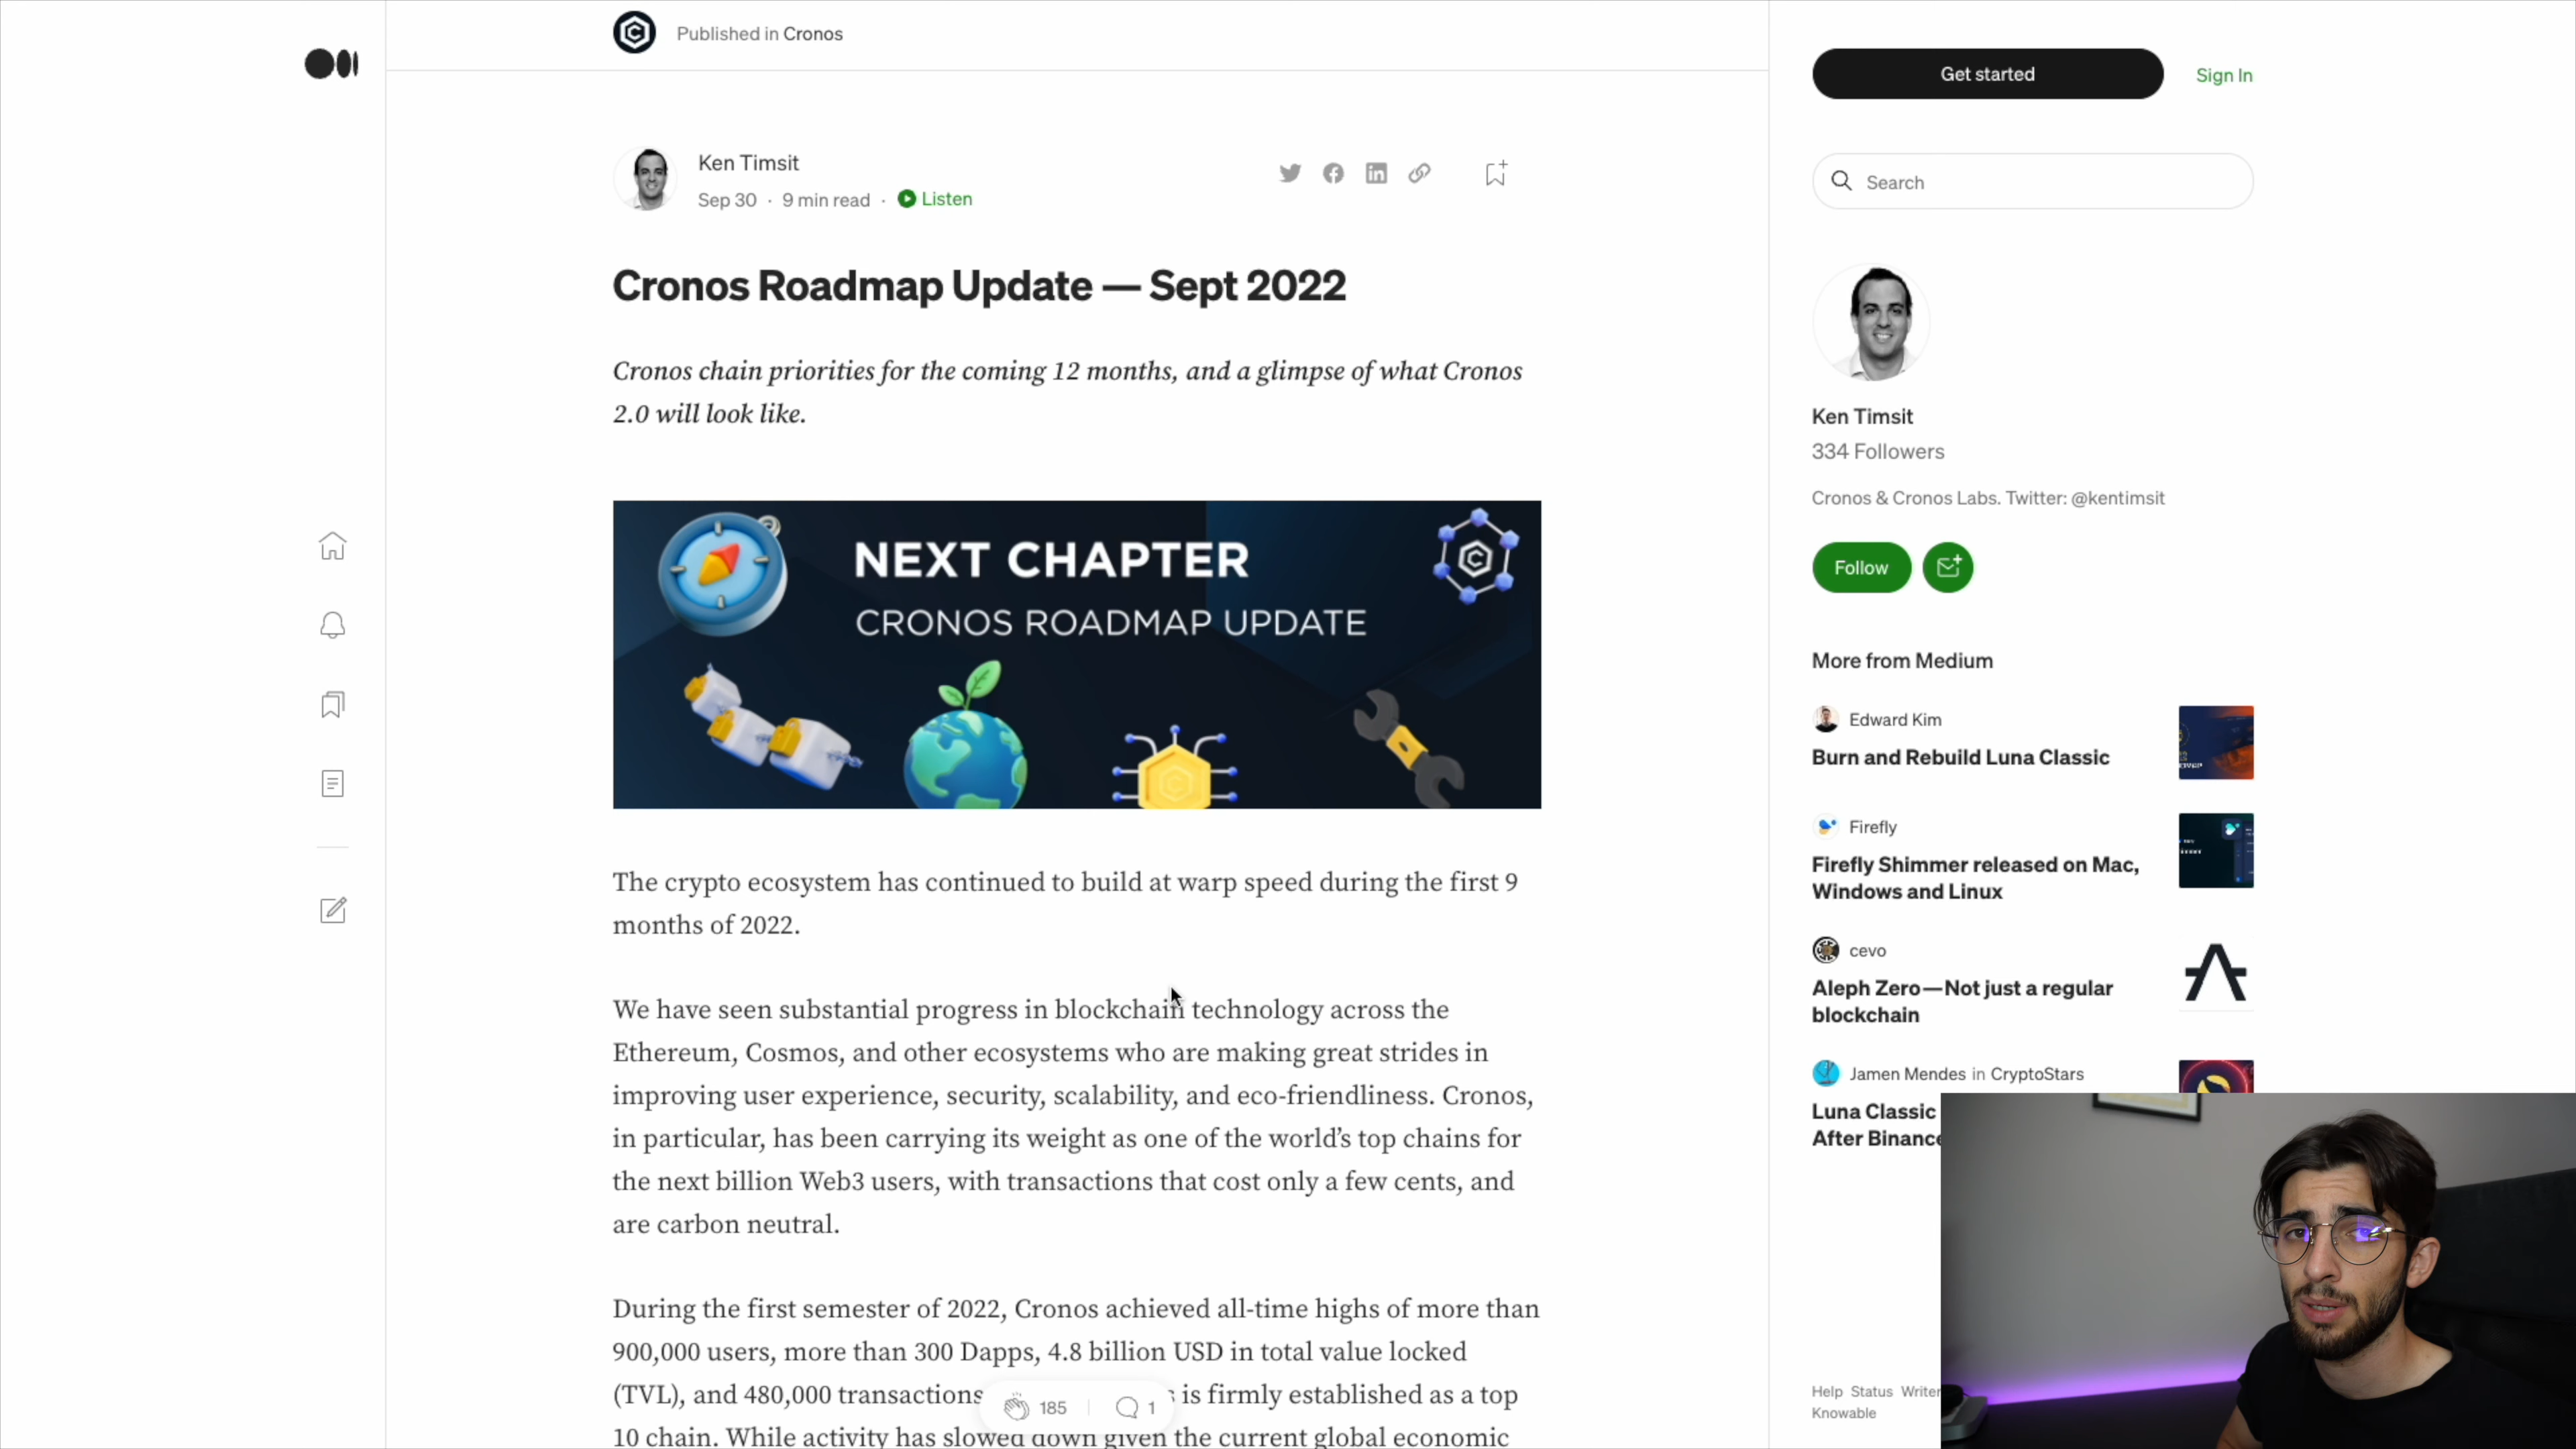 Published in Cronos
Ken Timsit
Sep 30 · 9 min read · Listen
Cronos Roadmap Update — Sept 2022
Cronos chain priorities for the coming 12 months, and a glimpse of what Cronos
2.0 will look like.
NEXT CHAPTER
CRONOS ROADMAP UPDATE
The crypto ecosystem has continued to build at warp speed during the first 9
months of 2022.
We have seen substantial progress in blockchain technology across the
Ethereum, Cosmos, and other ecosystems who are making great strides in
improving user experience, security, scalability, and eco-friendliness. Cronos,
in particular, has been carrying its weight as one of the world’s top chains for
the next billion Web3 users, with transactions that cost only a few cents, and
are carbon neutral.
During the first semester of 2022, Cronos achieved all-time highs of more than
900,000 users, more than 300 Dapps, 4.8 billion USD in total value locked
(TVL), and 480,000 transactions is firmly established as a top
185 1
10 chain. While activity has slowed down given the current global economic
Get started
Sign In
Search
Ken Timsit
334 Followers
Cronos & Cronos Labs. Twitter: @kentimsit
Follow
More from Medium
Edward Kim
Burn and Rebuild Luna Classic
Firefly
Firefly Shimmer released on Mac,
Windows and Linux
cevo
Aleph Zero—Not just a regular
blockchain
Jamen Mendes in CryptoStars
Luna Classic
After Binance
Help Status Writer
Knowable